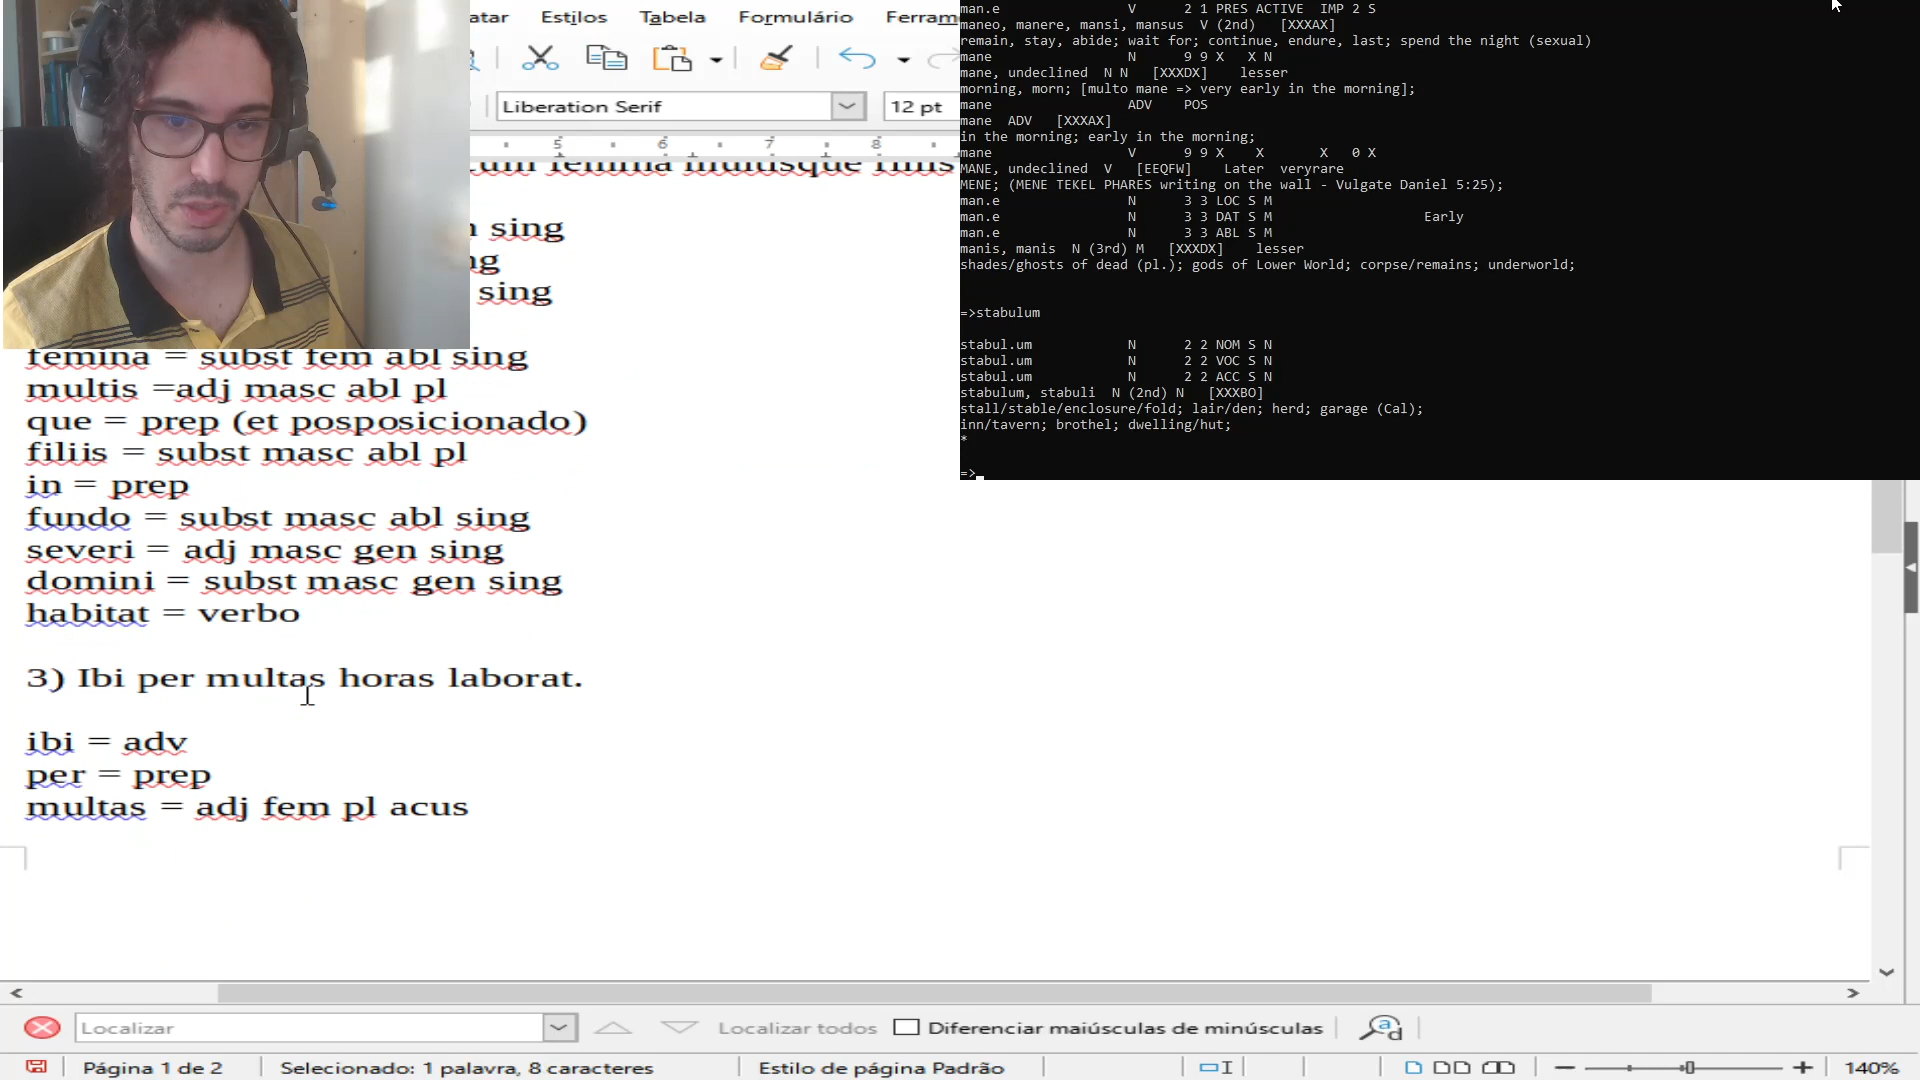 atar Estilos Tabela Formulário Ferram
Liberation Serif
12 pt
5 6 7 8
cum femina multisque filiis
n sing
ng
sing
femina = subst fem abl sing
multis =adj masc abl pl
que = prep (et posposicionado)
filiis = subst masc abl pl
in = prep
fundo = subst masc abl sing
severi = adj masc gen sing
domini = subst masc gen sing
habitat = verbo
3) Ibi per multas horas laborat.
ibi = adv
per = prep
multas = adj fem pl acus
man.e V 2 1 PRES ACTIVE IMP 2 S
maneo, manere, mansi, mansus V (2nd) [XXXAX]
remain, stay, abide; wait for; continue, endure, last; spend the night (sexual)
mane N 9 9 X X N
mane, undeclined N N [XXXDX] lesser
morning, morn; [multo mane => very early in the morning];
mane ADV POS
mane ADV [XXXAX]
in the morning; early in the morning;
mane V 9 9 X X X 0 X
MANE, undeclined V [EEQFW] Later veryrare
MENE; (MENE TEKEL PHARES writing on the wall - Vulgate Daniel 5:25);
man.e N 3 3 LOC S M
man.e N 3 3 DAT S M Early
man.e N 3 3 ABL S M
manis, manis N (3rd) M [XXXDX] lesser
shades/ghosts of dead (pl.); gods of Lower World; corpse/remains; underworld;
=>stabulum
stabul.um N 2 2 NOM S N
stabul.um N 2 2 VOC S N
stabul.um N 2 2 ACC S N
stabulum, stabuli N (2nd) N [XXXBO]
stall/stable/enclosure/fold; lair/den; herd; garage (Cal);
inn/tavern; brothel; dwelling/hut;
*
=>
Localizar
Localizar todos
Diferenciar maiúsculas de minúsculas
Página 1 de 2
Selecionado: 1 palavra, 8 caracteres
Estilo de página Padrão
140%